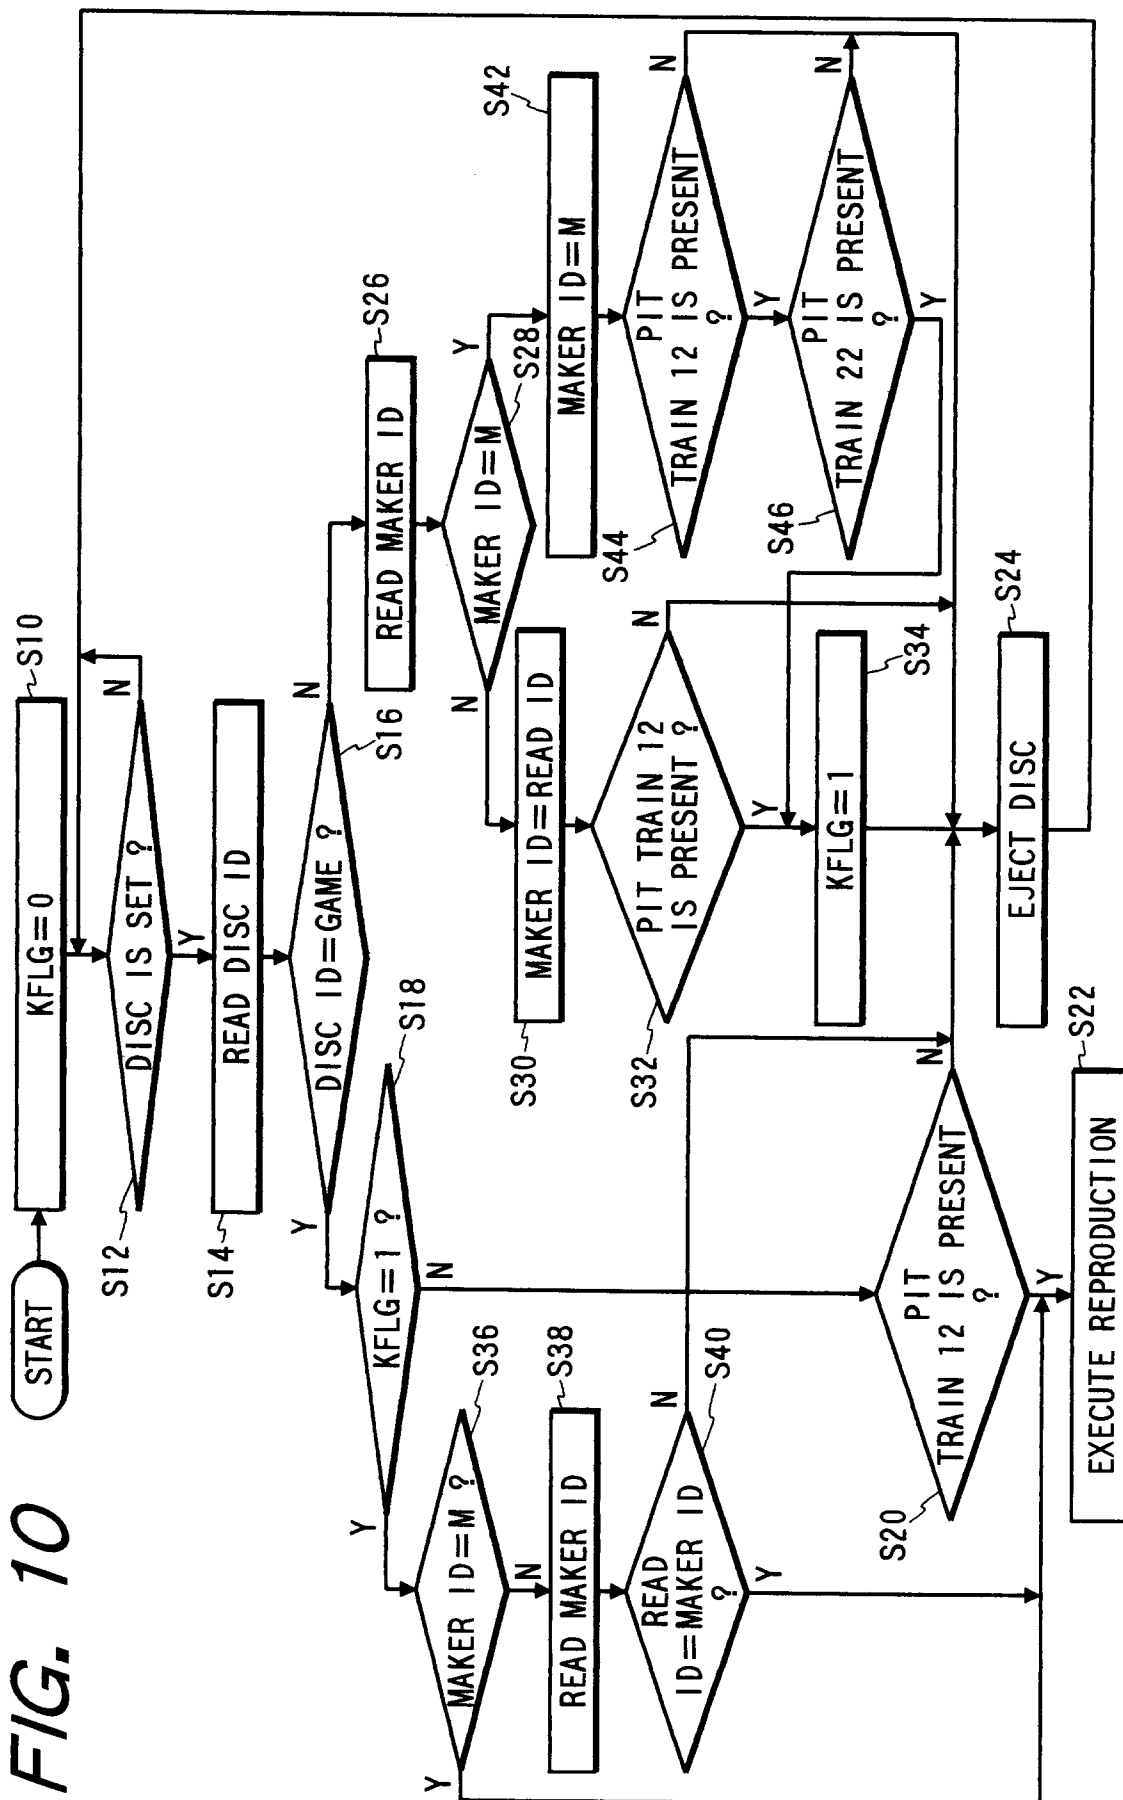 FIG. 10
START
KFLG=0
S10
DISC IS SET ?
S12
N
Y
READ DISC ID
S14
DISC ID=GAME ?
S16
Y
N
KFLG=1 ?
S18
Y
N
MAKER ID=M ?
S36
Y
N
READ MAKER ID
S38
READ
ID=MAKER ID
?
S40
N
Y
PIT
TRAIN 12 IS PRESENT
?
S20
N
Y
EXECUTE REPRODUCTION
S22
READ MAKER ID
S26
MAKER ID=M
S28
N
Y
MAKER ID=READ ID
S30
PIT TRAIN 12
IS PRESENT ?
S32
N
Y
KFLG=1
S34
EJECT DISC
S24
MAKER ID=M
S42
PIT
TRAIN 12 IS PRESENT
?
S44
N
Y
PIT
TRAIN 22 IS PRESENT
?
S46
N
Y